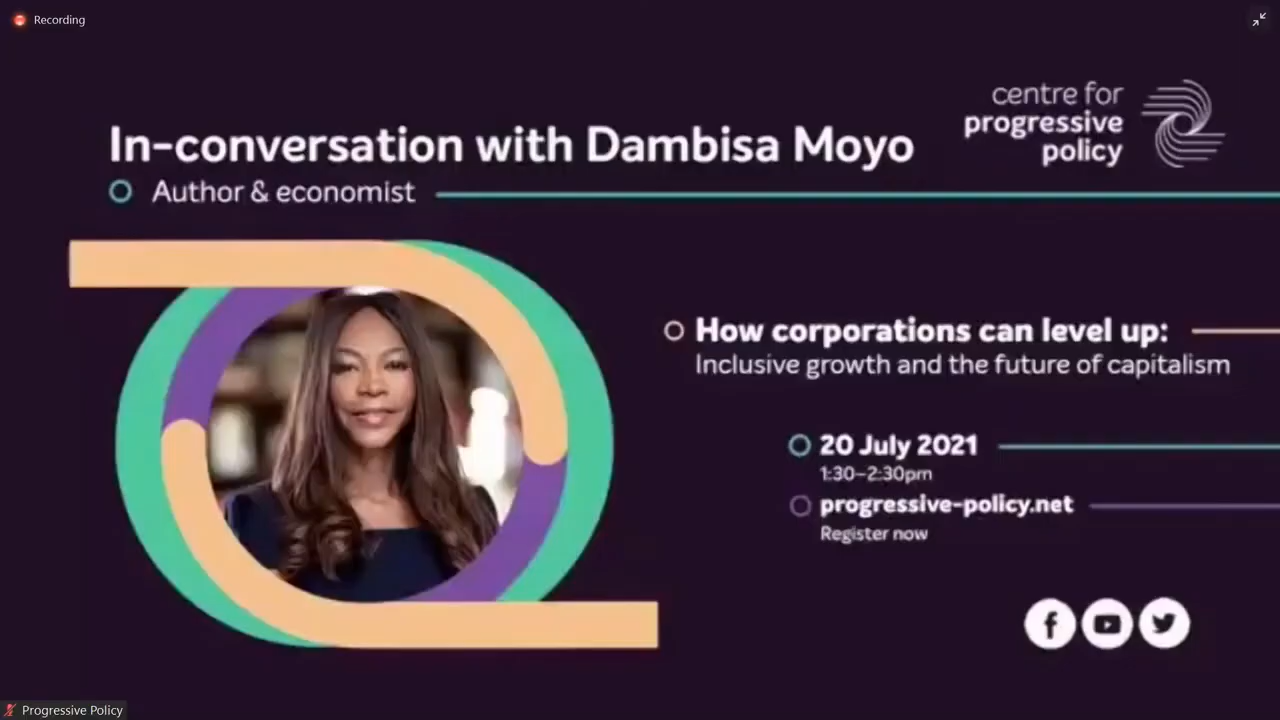 Recording
centre for
progressive
policy
In-conversation with Dambisa Moyo
Author & economist
How corporations can level up:
Inclusive growth and the future of capitalism
20 July 2021
1:30–2:30pm
progressive-policy.net
Register now
Progressive Policy